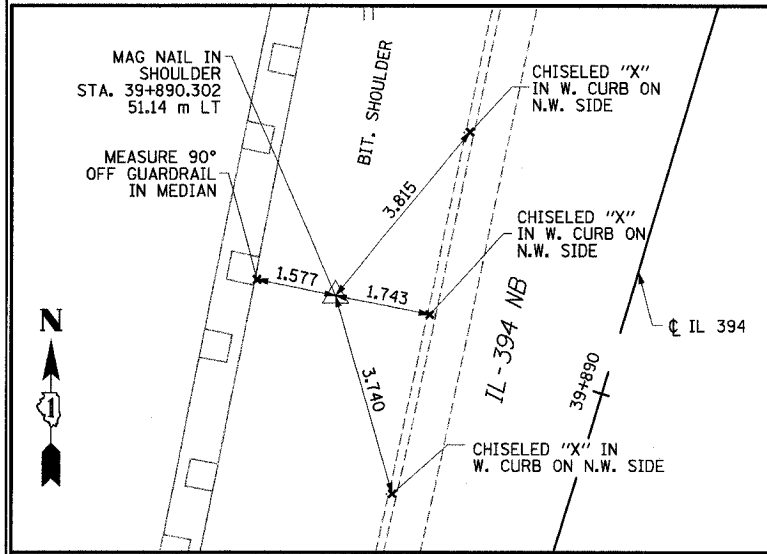 MAG NAIL IN
SHOULDER
STA. 39+890.302
51.14 m LT
MEASURE 90°
OFF GUARDRAIL
IN MEDIAN
BIT. SHOULDER
CHISELED "X"
IN W. CURB ON
N.W. SIDE
3.815
CHISELED "X"
IN W. CURB ON
N.W. SIDE
1.577
1.743
3.740
IL-394 NB
℄ IL 394
39+890
N
1
CHISELED "X" IN
W. CURB ON N.W. SIDE